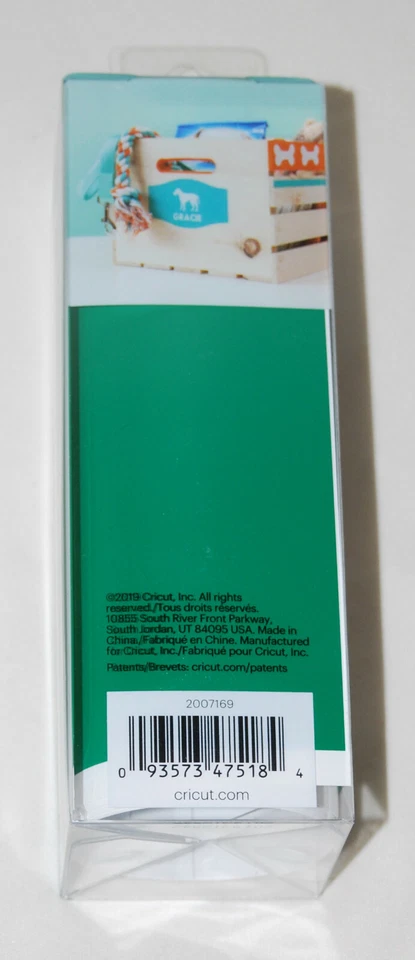 GRACIE
©2019 Cricut, Inc. All rights
reserved./Tous droits réservés.
10855 South River Front Parkway,
South Jordan, UT 84095 USA. Made in
China./Fabriqué en Chine. Manufactured
for Cricut, Inc./Fabriqué pour Cricut, Inc.
Patents/Brevets: cricut.com/patents
2007169
0 93573 47518 4
cricut.com